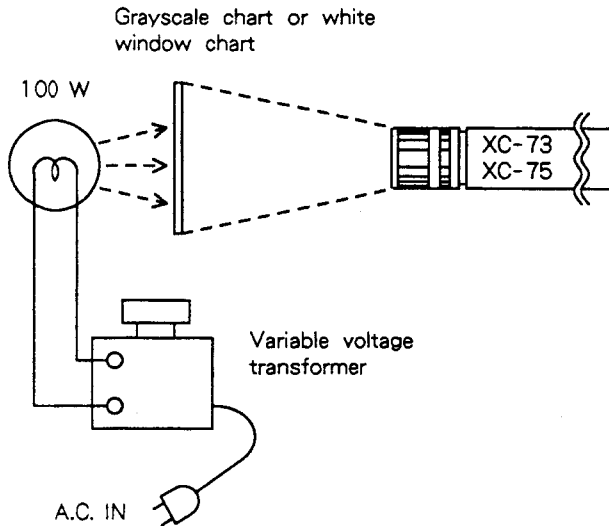 Grayscale chart or white
window chart
100 W
XC-73
XC-75
Variable voltage
transformer
A.C. IN